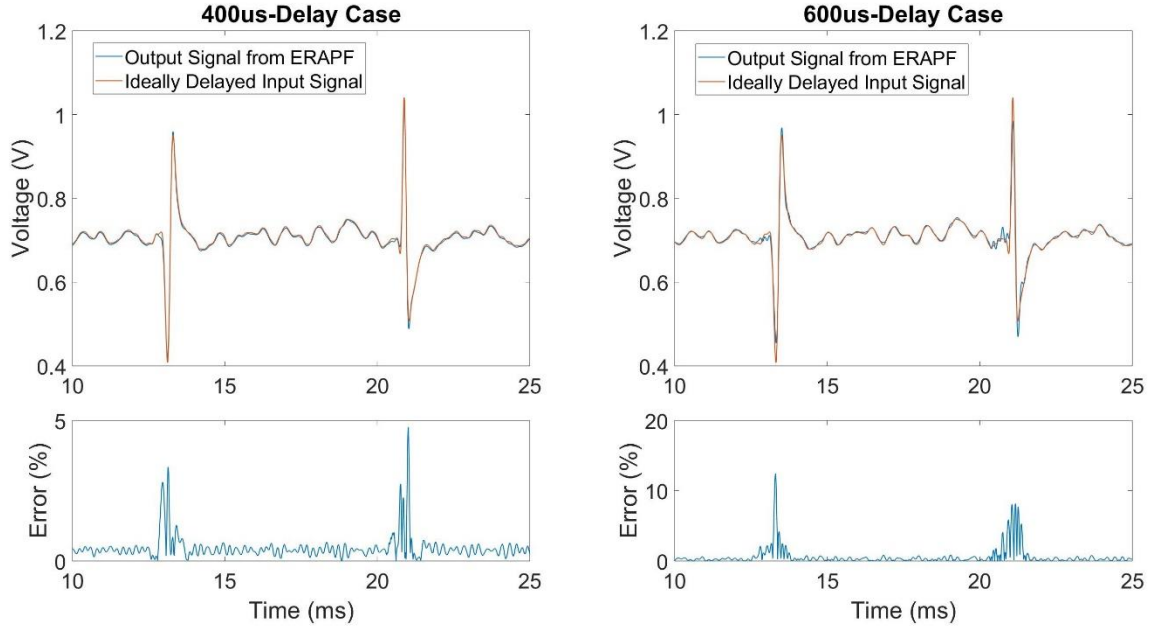 400us-Delay Case
1.2
Output Signal from ERAPF
Ideally Delayed Input Signal
1
0.8
0.6
0.4
Voltage (V)
10 15 20 25
5
0
Error (%)
10 15 20 25
Time (ms)
600us-Delay Case
1.2
Output Signal from ERAPF
Ideally Delayed Input Signal
1
0.8
0.6
0.4
Voltage (V)
10 15 20 25
20
10
0
Error (%)
10 15 20 25
Time (ms)